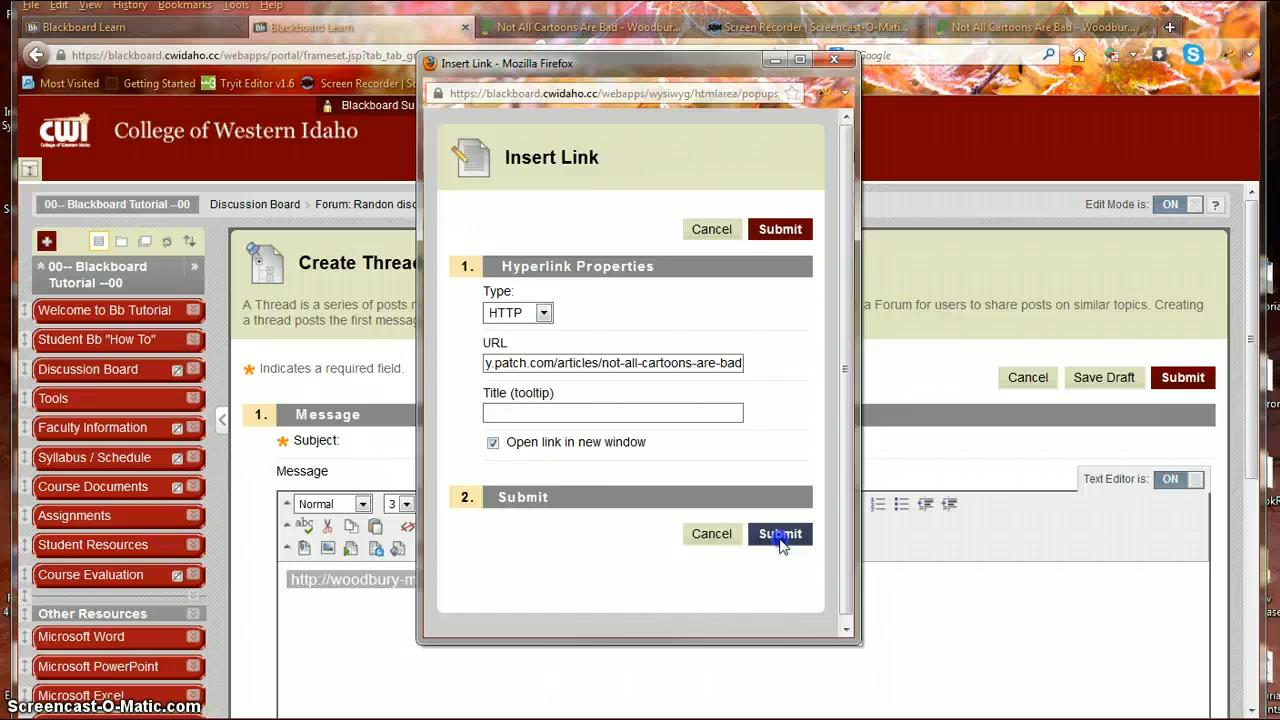 File Edit View History Bookmarks Tools Help
Blackboard Learn
Blackboard Learn
Not All Cartoons Are Bad - Woodbur...
Screen Recorder | Screencast-O-Mati...
Not All Cartoons Are Bad - Woodbur...
https://blackboard.cwidaho.cc/webapps/portal/frameset.jsp?tab_tab_gr
Most Visited
Getting Started
Tryit Editor v1.6
Screen Recorder
Blackboard Su
CWI
College of Western Idaho
College of Western Idaho
00-- Blackboard Tutorial --00
Discussion Board > Forum: Randon disc
Edit Mode is: ON ?
00-- Blackboard
Tutorial --00
Welcome to Bb Tutorial
Student Bb "How To"
Discussion Board
Tools
Faculty Information
Syllabus / Schedule
Course Documents
Assignments
Student Resources
Course Evaluation
Other Resources
Microsoft Word
Microsoft PowerPoint
Microsoft Excel
Create Threa
A Thread is a series of posts r
a Forum for users to share posts on similar topics. Creating
a thread posts the first messag
Indicates a required field.
Cancel Save Draft Submit
1. Message
Subject:
Message
Text Editor is: ON
Normal 3
abc
http://woodbury-m
Insert Link - Mozilla Firefox
https://blackboard.cwidaho.cc/webapps/wysiwyg/htmlarea/popups
Insert Link
Cancel Submit
1. Hyperlink Properties
Type:
HTTP
URL
y.patch.com/articles/not-all-cartoons-are-bad
Title (tooltip)
Open link in new window
2. Submit
Cancel Submit
Screencast-O-Matic.com